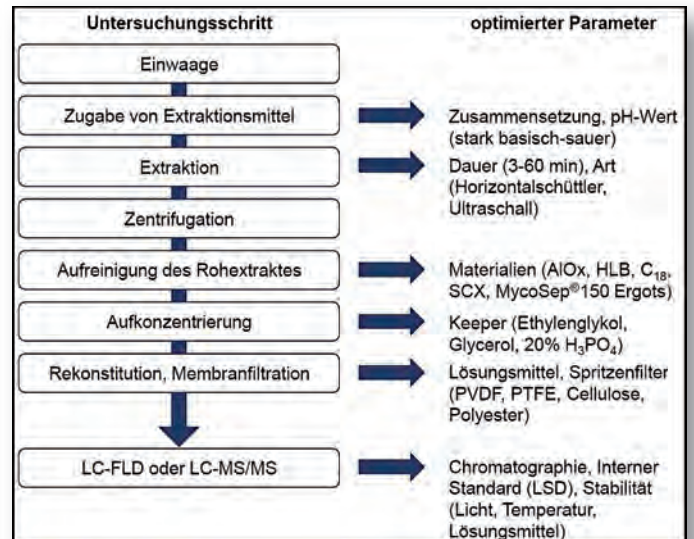 Untersuchungsschritt
optimierter Parameter
Einwaage
Zugabe von Extraktionsmittel
Zusammensetzung, pH-Wert
(stark basisch-sauer)
Extraktion
Dauer (3-60 min), Art
(Horizontalschüttler,
Ultraschall)
Zentrifugation
Aufreinigung des Rohextraktes
Materialien (AlOx, HLB, C₁₈,
SCX, MycoSep®150 Ergots)
Aufkonzentrierung
Keeper (Ethylenglykol,
Glycerol, 20% H₃PO₄)
Rekonstitution, Membranfiltration
Lösungsmittel, Spritzenfilter
(PVDF, PTFE, Cellulose,
Polyester)
LC-FLD oder LC-MS/MS
Chromatographie, Interner
Standard (LSD), Stabilität
(Licht, Temperatur,
Lösungsmittel)